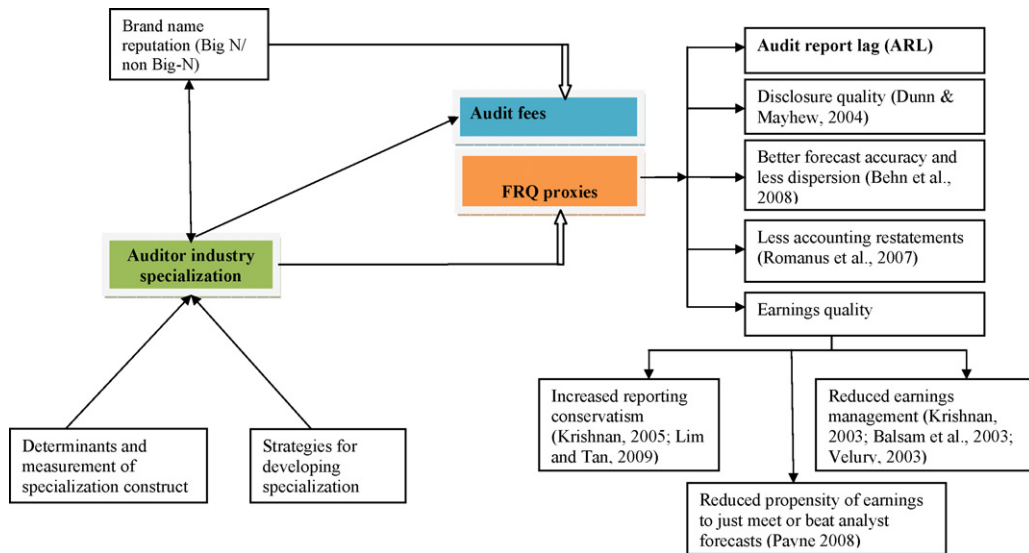 Brand name
reputation (Big N/
non Big-N)
Audit fees
FRQ proxies
Auditor industry
specialization
Determinants and
measurement of
specialization construct
Strategies for
developing
specialization
Audit report lag (ARL)
Disclosure quality (Dunn &
Mayhew, 2004)
Better forecast accuracy and
less dispersion (Behn et al.,
2008)
Less accounting restatements
(Romanus et al., 2007)
Earnings quality
Increased reporting
conservatism
(Krishnan, 2005; Lim
and Tan, 2009)
Reduced earnings
management (Krishnan,
2003; Balsam et al., 2003;
Velury, 2003)
Reduced propensity of earnings
to just meet or beat analyst
forecasts (Payne 2008)